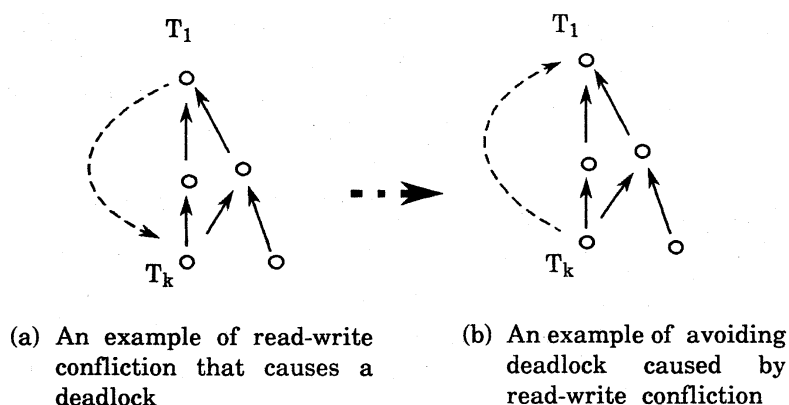 T1
T1
Tk
Tk
(a) An example of read-write
confliction that causes a
deadlock
(b) An example of avoiding
deadlock caused by
read-write confliction